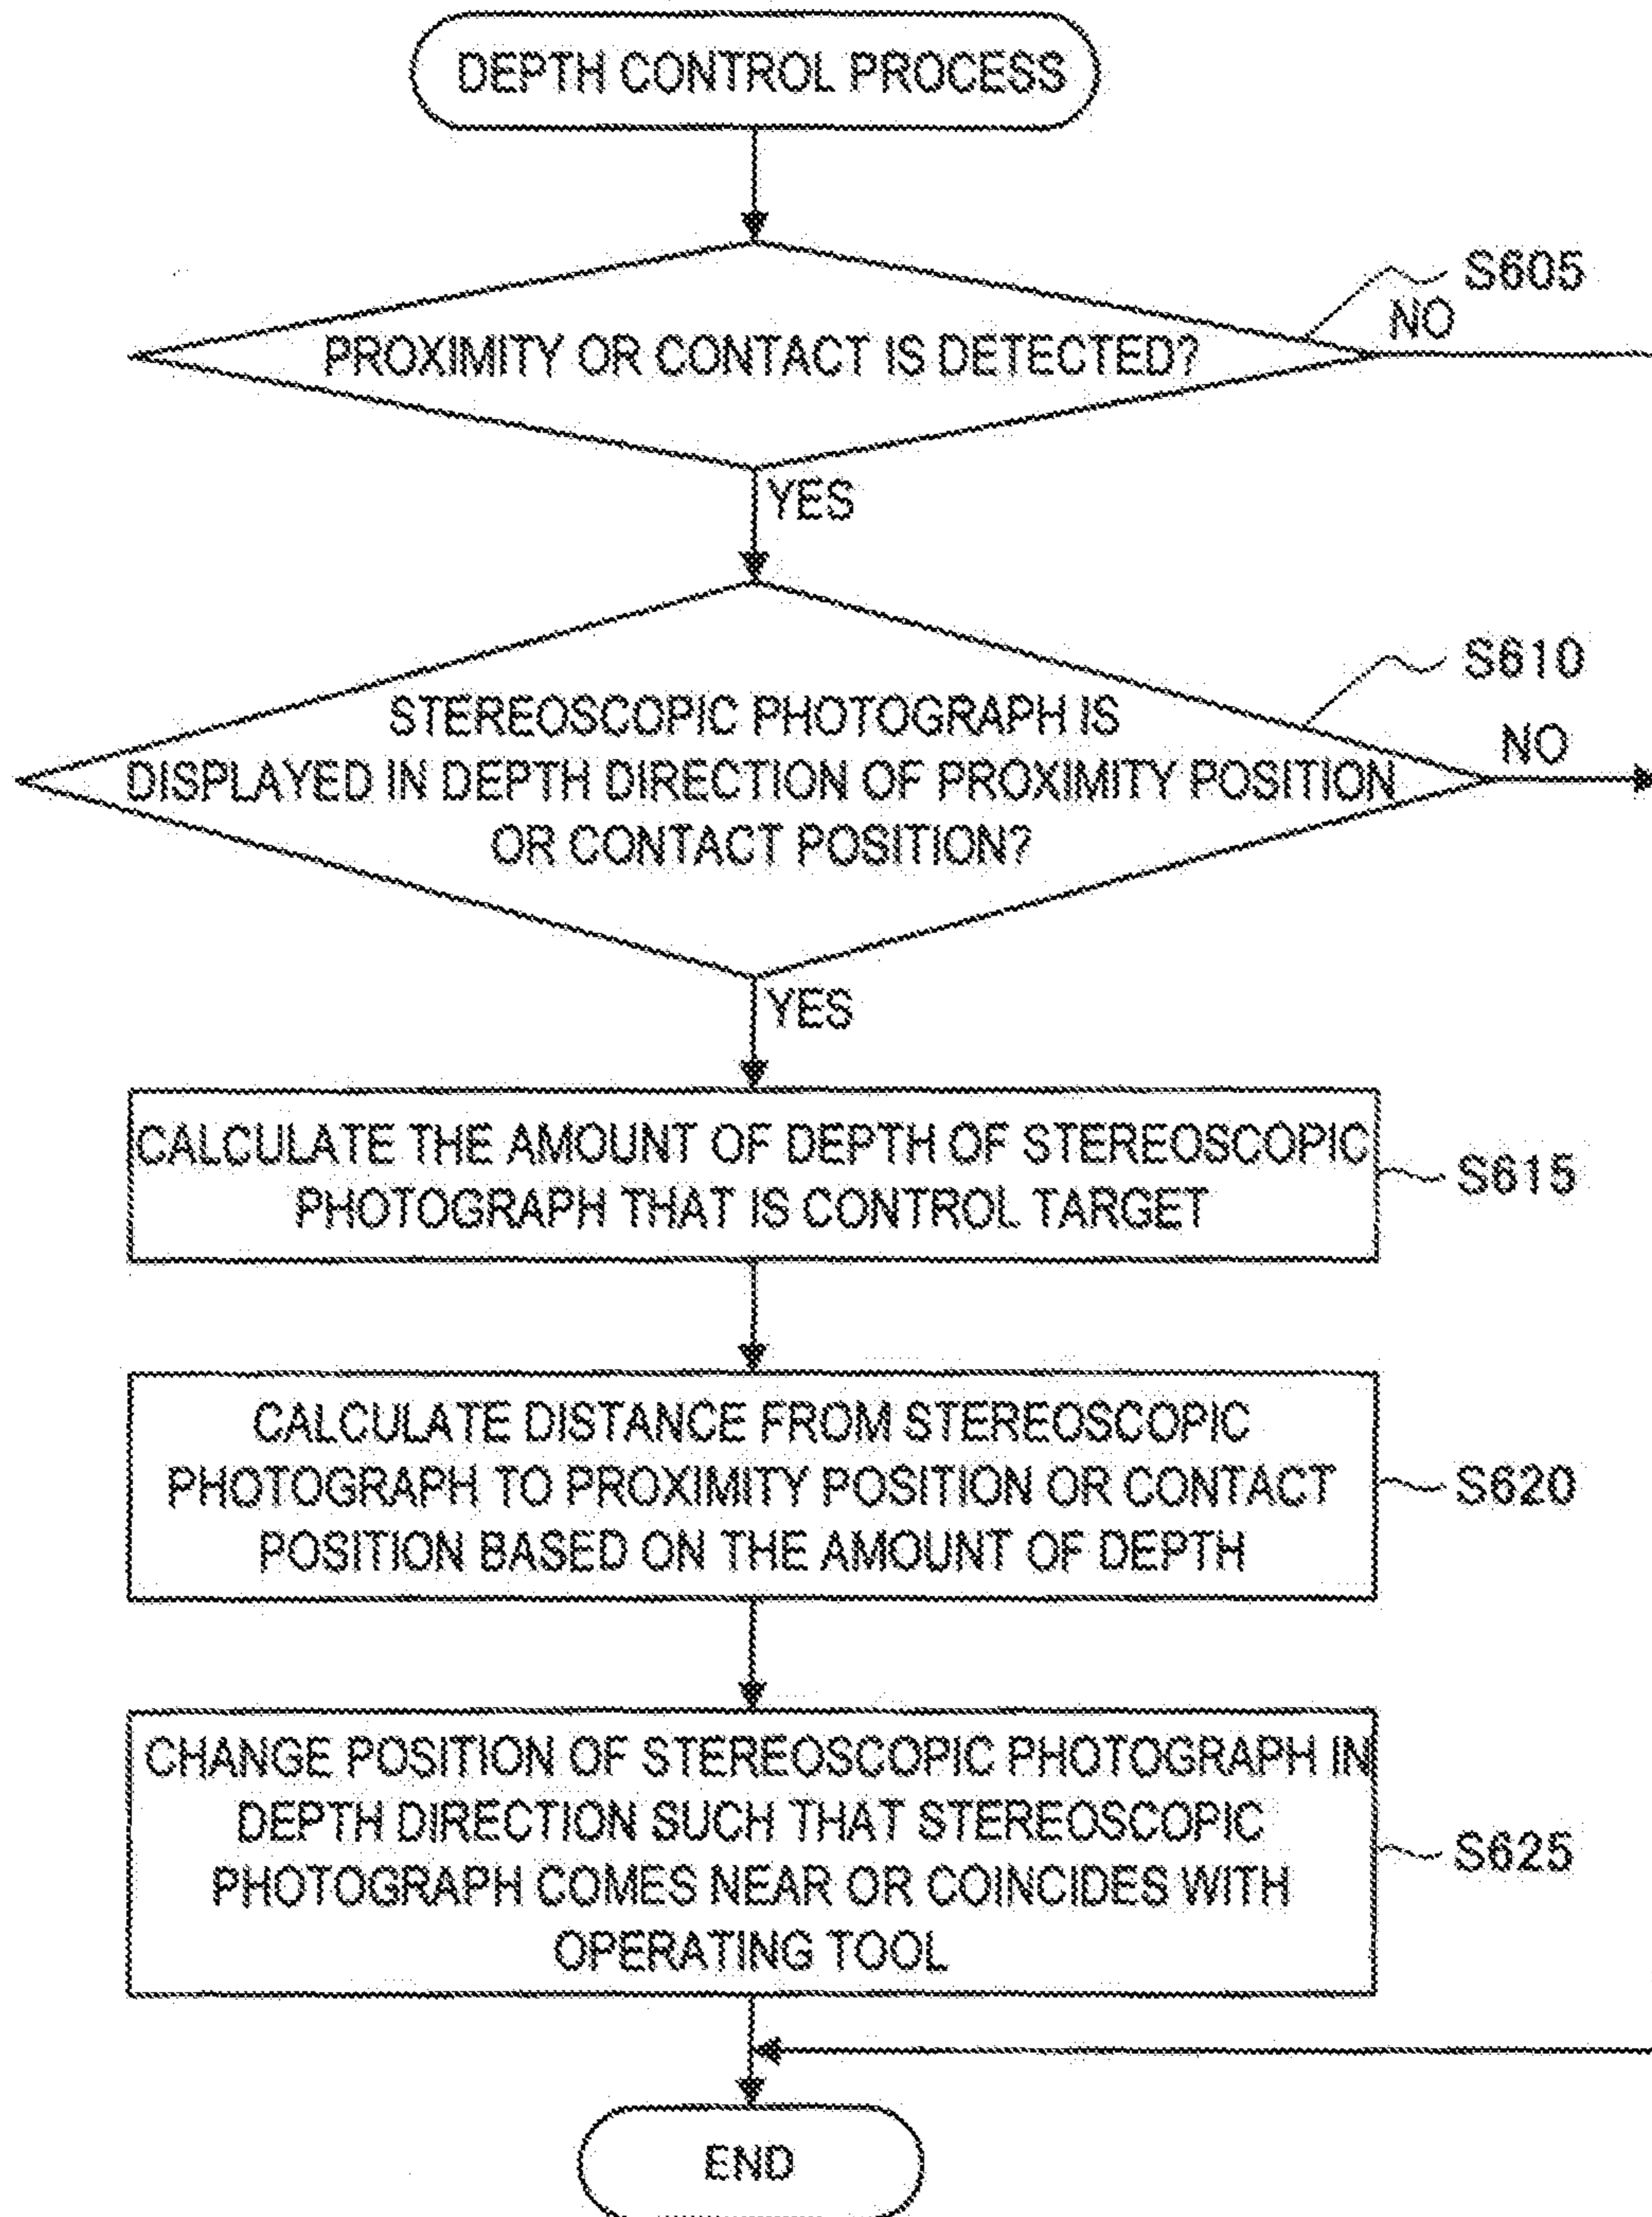 DEPTH CONTROL PROCESS
S605
NO
PROXIMITY OR CONTACT IS DETECTED?
YES
S610
NO
STEREOSCOPIC PHOTOGRAPH IS
DISPLAYED IN DEPTH DIRECTION OF PROXIMITY POSITION
OR CONTACT POSITION?
YES
CALCULATE THE AMOUNT OF DEPTH OF STEREOSCOPIC
PHOTOGRAPH THAT IS CONTROL TARGET
S615
CALCULATE DISTANCE FROM STEREOSCOPIC
PHOTOGRAPH TO PROXIMITY POSITION OR CONTACT
POSITION BASED ON THE AMOUNT OF DEPTH
S620
CHANGE POSITION OF STEREOSCOPIC PHOTOGRAPH IN
DEPTH DIRECTION SUCH THAT STEREOSCOPIC
PHOTOGRAPH COMES NEAR OR COINCIDES WITH
OPERATING TOOL
S625
END